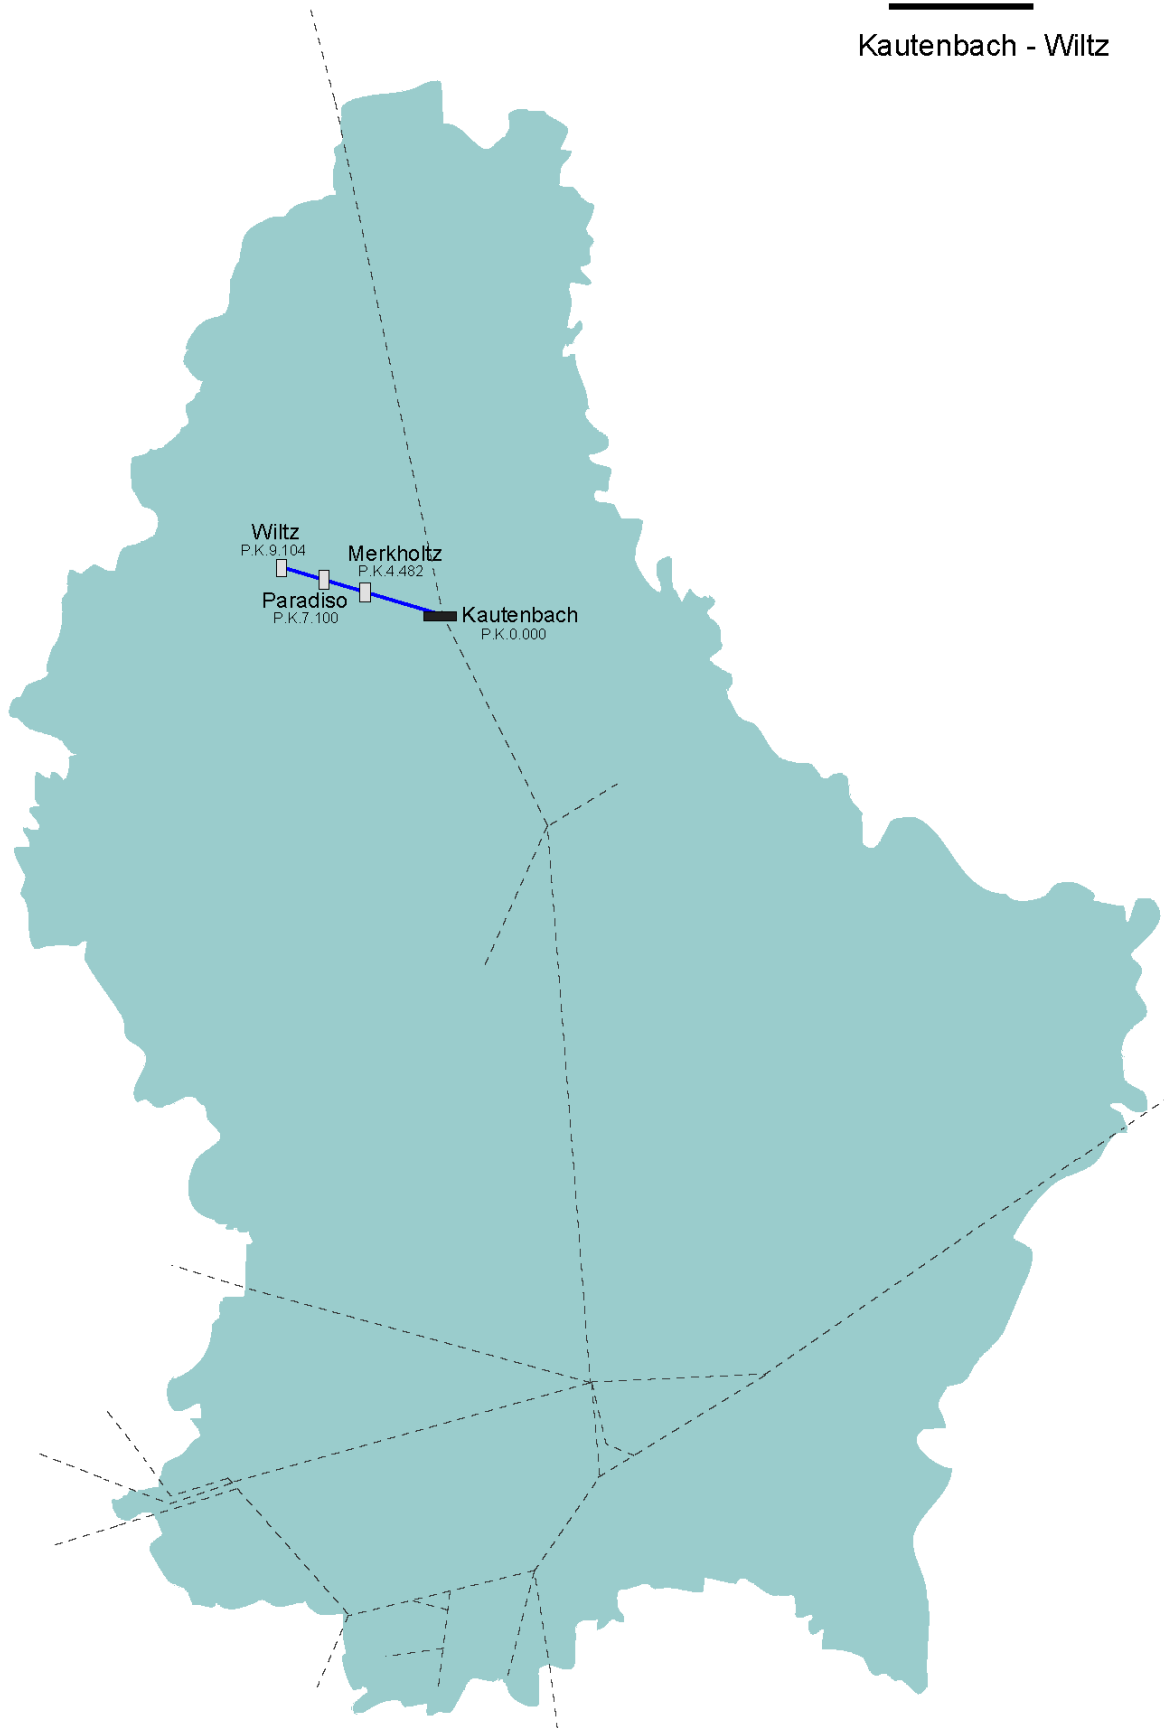 Kautenbach - Wiltz
Wiltz
P.K.9.104
Merkholtz
P.K.4.482
Paradiso
P.K.7.100
Kautenbach
P.K.0.000